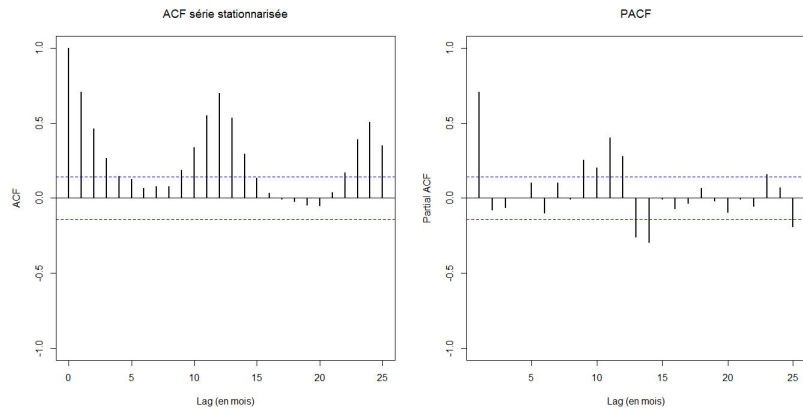 ACF série stationnarisée
ACF
1.0
0.5
0.0
-0.5
-1.0
0 5 10 15 20 25
Lag (en mois)
PACF
Partial ACF
1.0
0.5
0.0
-0.5
-1.0
5 10 15 20 25
Lag (en mois)